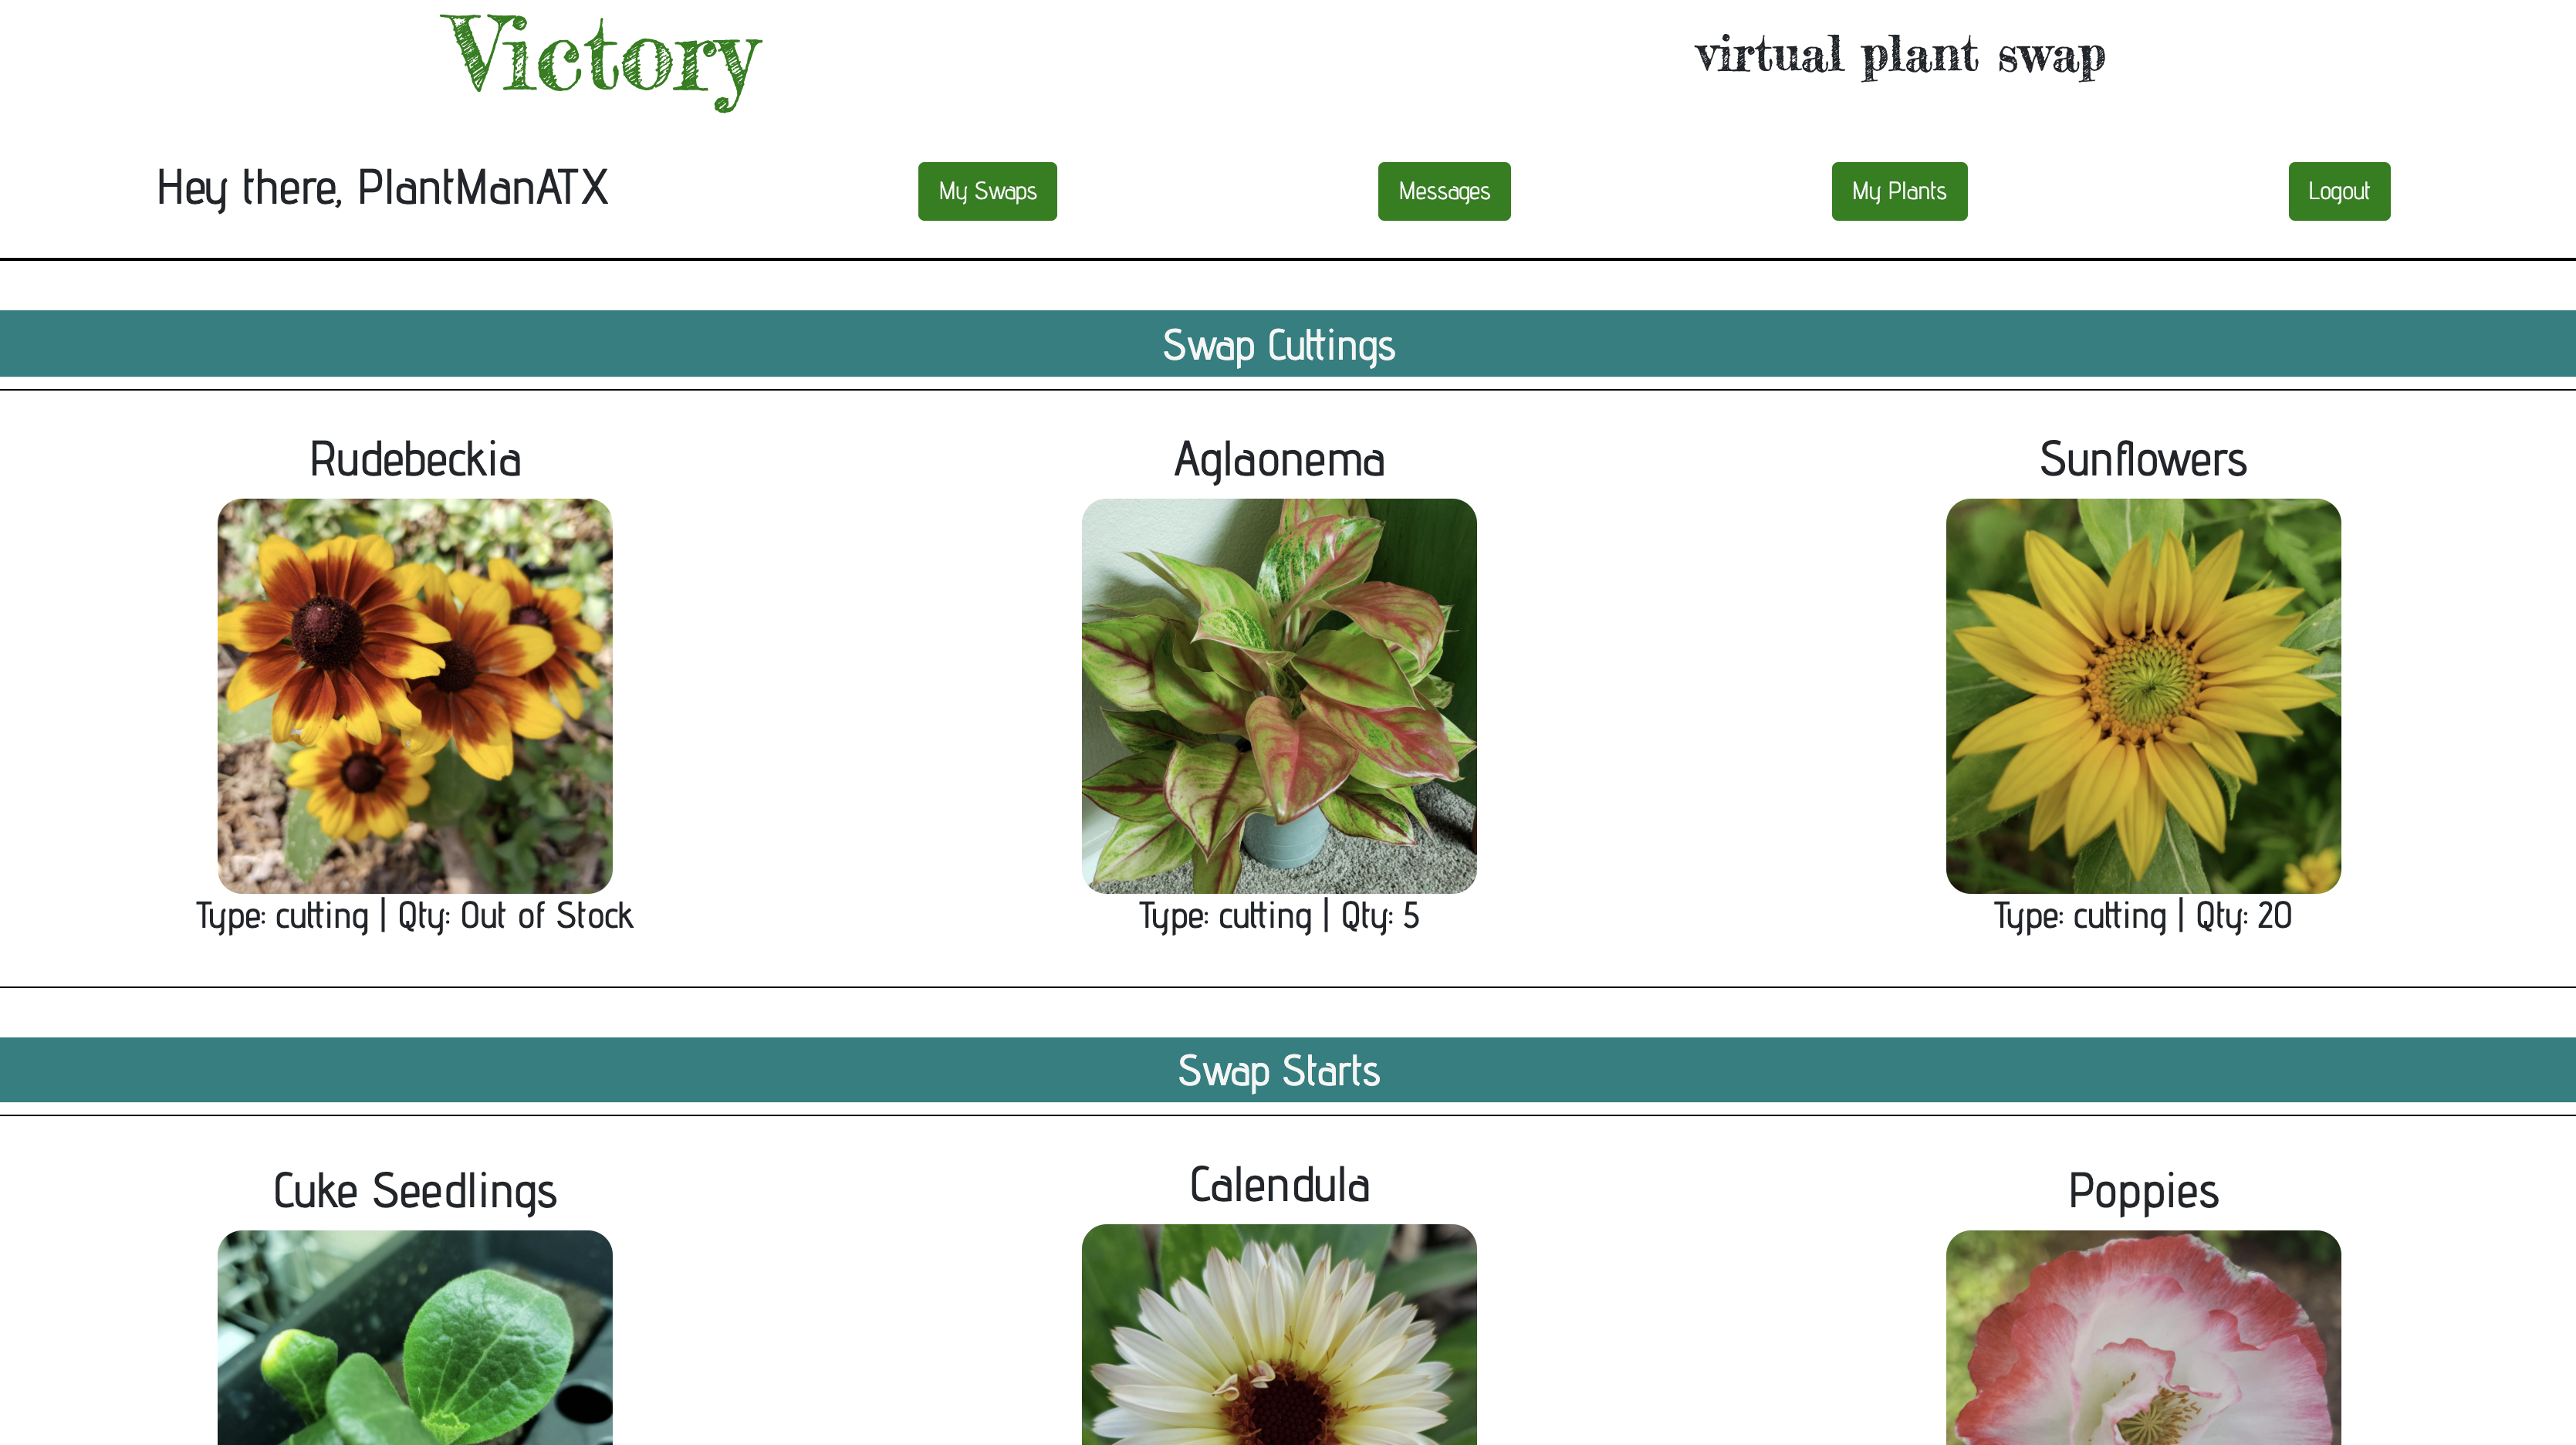 Victory
virtual plant swap
Hey there, PlantManATX
My Swaps
Messages
My Plants
Logout
Swap Cuttings
Rudebeckia
Aglaonema
Sunflowers
Type: cutting | Qty: Out of Stock
Type: cutting | Qty: 5
Type: cutting | Qty: 20
Swap Starts
Cuke Seedlings
Calendula
Poppies